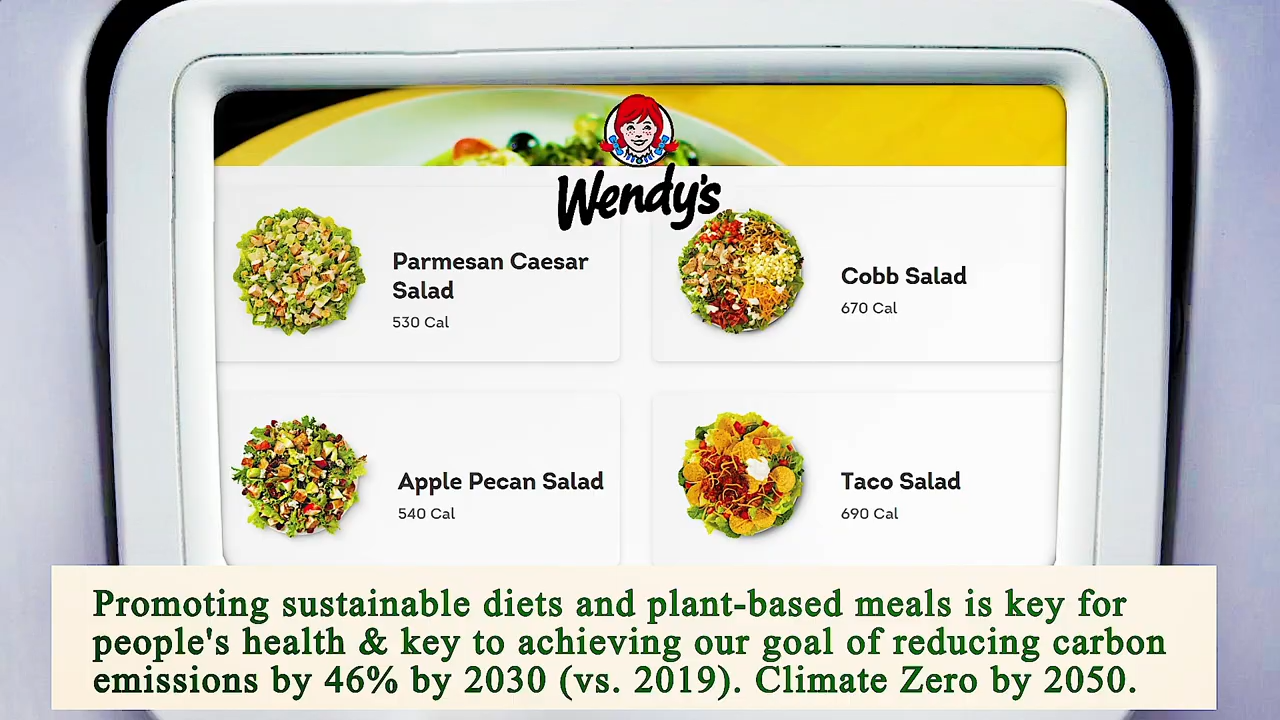 Wendy's
Parmesan Caesar
Salad
530 Cal
Cobb Salad
670 Cal
Apple Pecan Salad
540 Cal
Taco Salad
690 Cal
Promoting sustainable diets and plant-based meals is key for
people's health & key to achieving our goal of reducing carbon
emissions by 46% by 2030 (vs. 2019). Climate Zero by 2050.